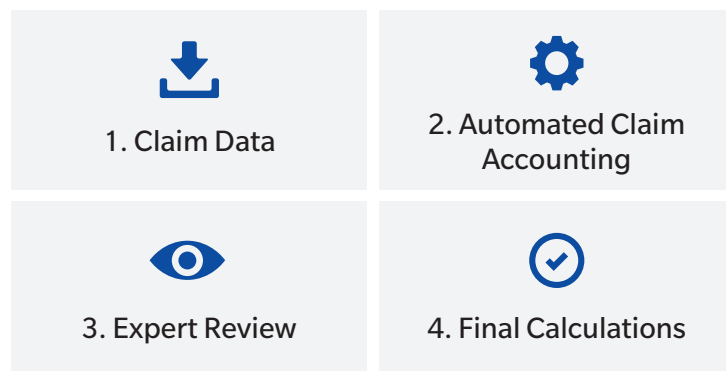 1. Claim Data
2. Automated Claim
Accounting
3. Expert Review
4. Final Calculations